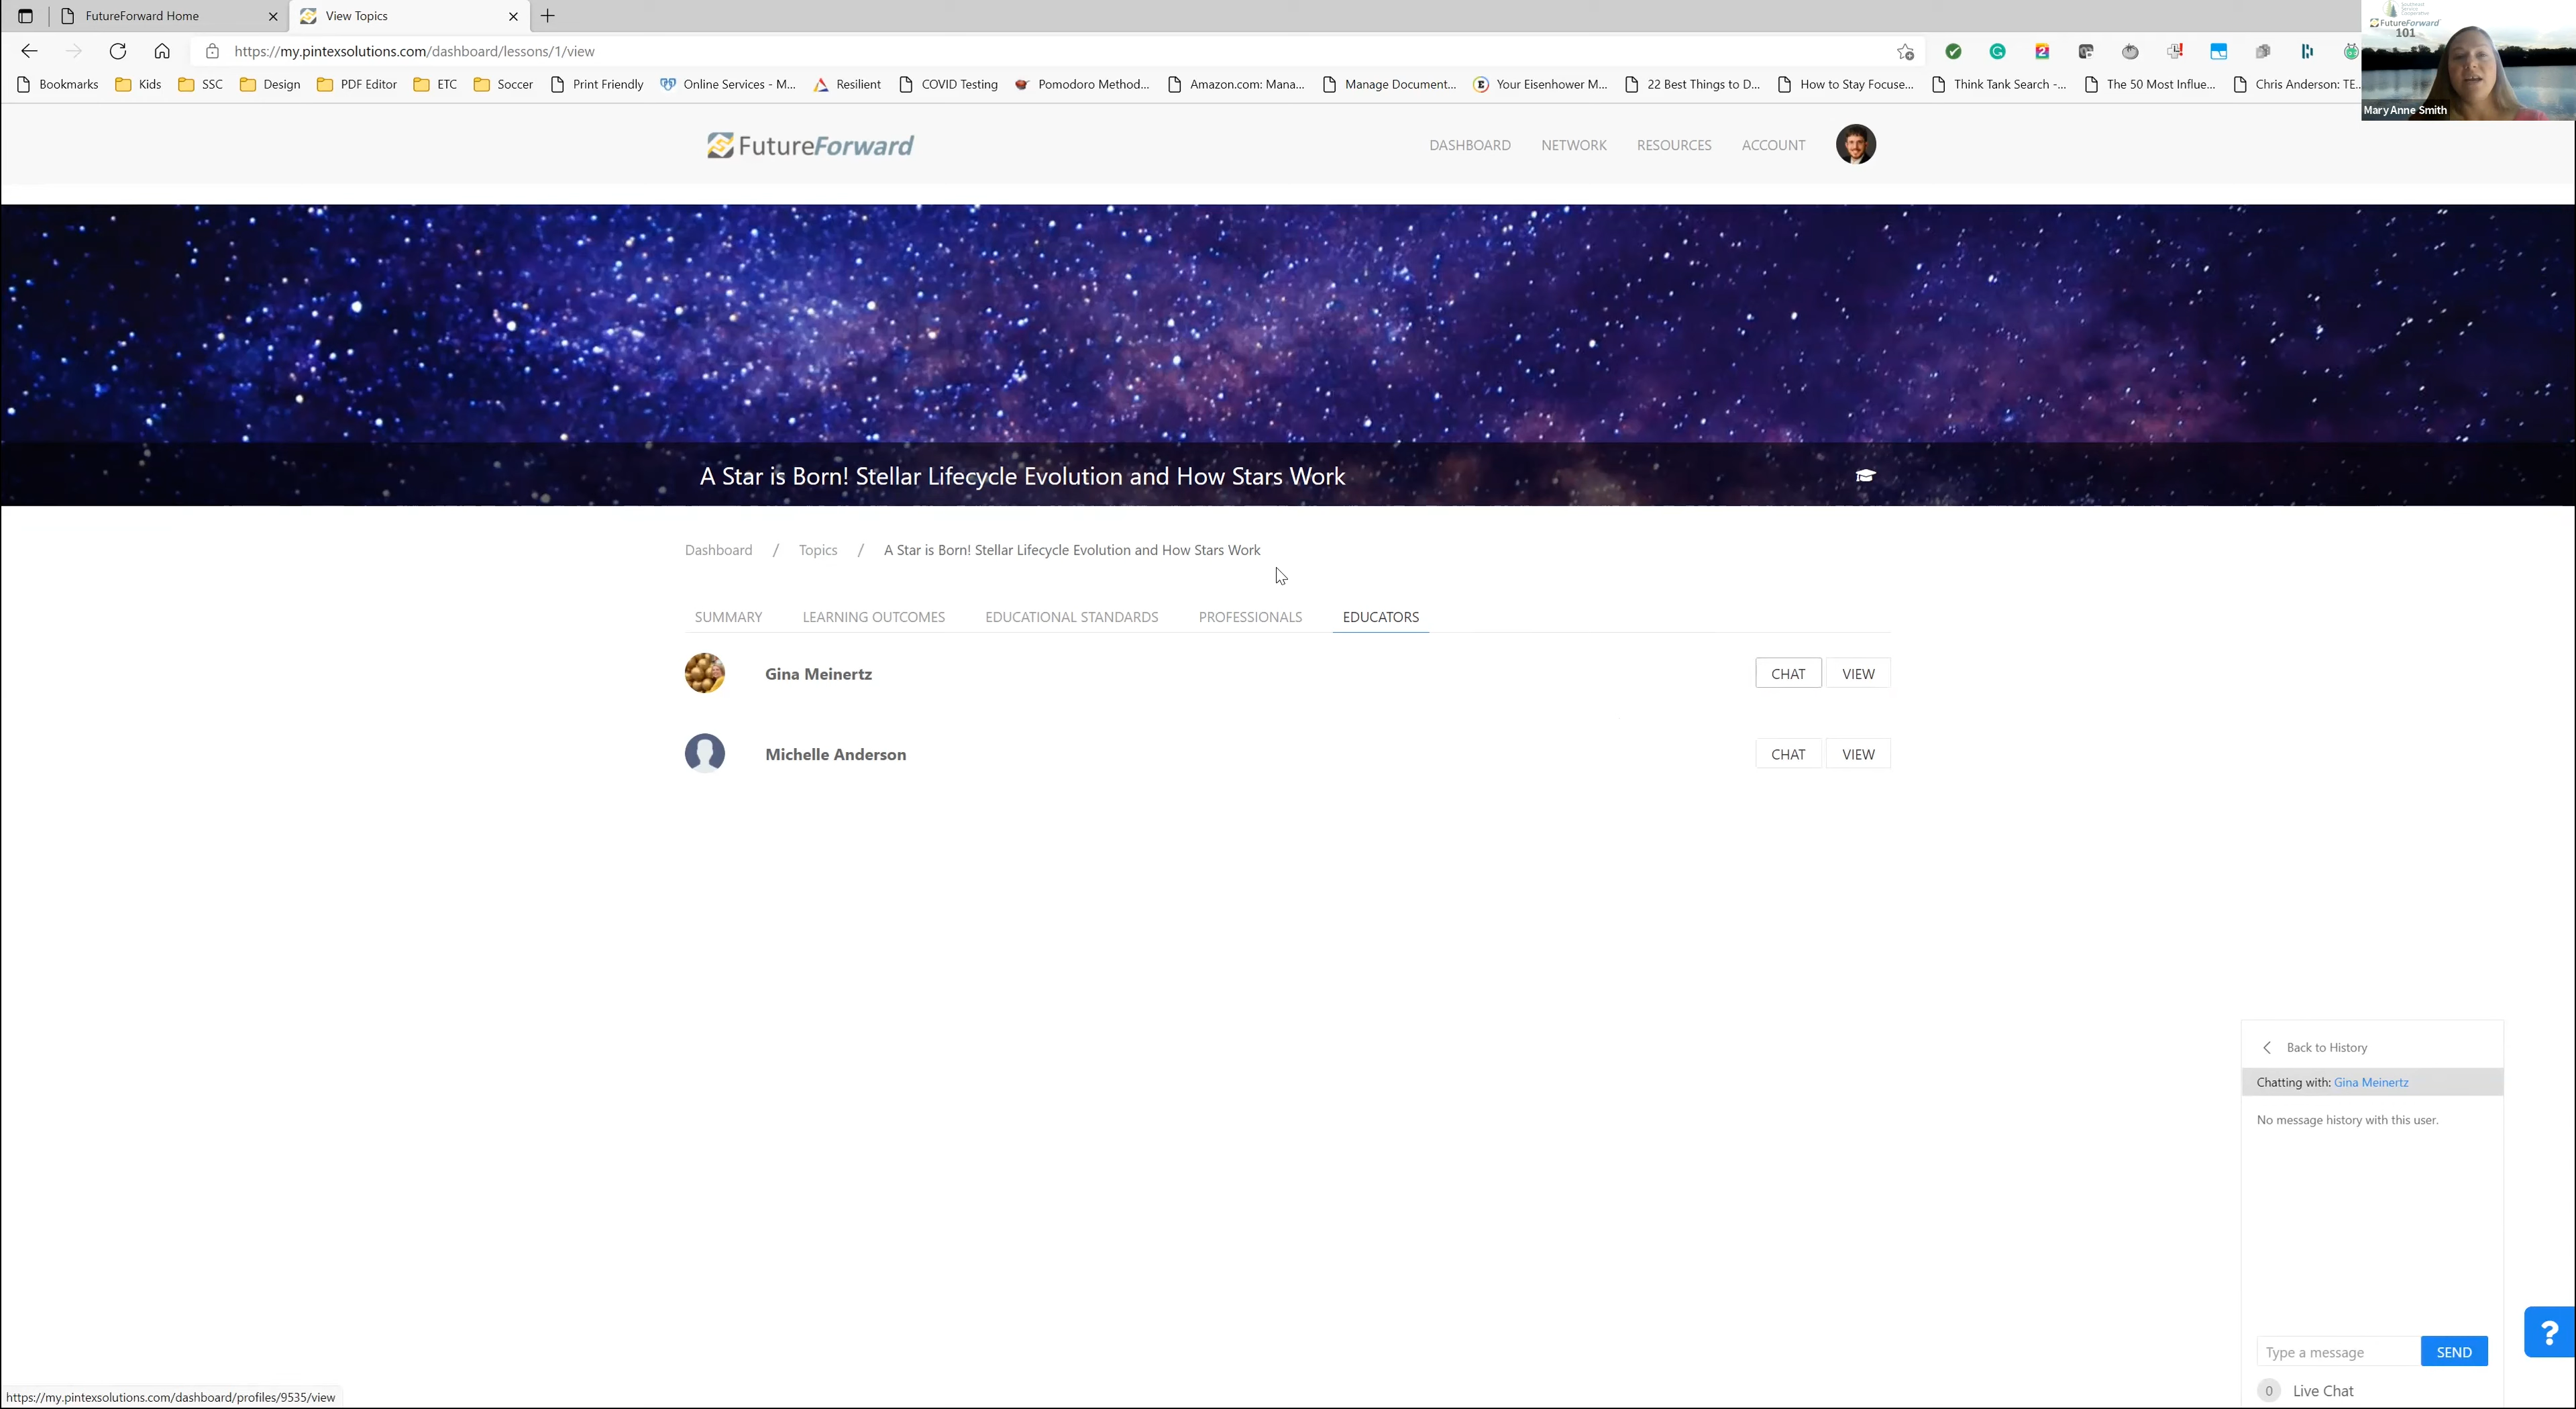 FutureForward Home
View Topics
https://my.pintexsolutions.com/dashboard/lessons/1/view
Bookmarks Kids SSC Design PDF Editor ETC Soccer Print Friendly Online Services - M... Resilient COVID Testing Pomodoro Method... Amazon.com: Mana... Manage Document... Your Eisenhower M... 22 Best Things to D... How to Stay Focuse... Think Tank Search -... The 50 Most Influe... Chris Anderson: TE...
Southeast
Service
Cooperative
FutureForward
101
Mary Anne Smith
FutureForward
DASHBOARD NETWORK RESOURCES ACCOUNT
A Star is Born! Stellar Lifecycle Evolution and How Stars Work
Dashboard / Topics / A Star is Born! Stellar Lifecycle Evolution and How Stars Work
SUMMARY LEARNING OUTCOMES EDUCATIONAL STANDARDS PROFESSIONALS EDUCATORS
Gina Meinertz CHAT VIEW
Michelle Anderson CHAT VIEW
Back to History
Chatting with: Gina Meinertz
No message history with this user.
Type a message SEND
0 Live Chat
?
https://my.pintexsolutions.com/dashboard/profiles/9535/view